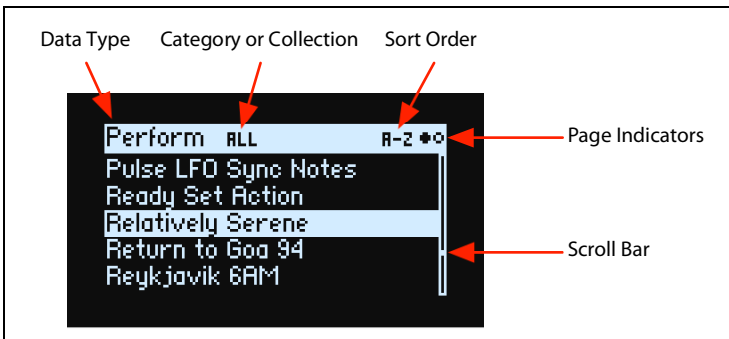 Data Type Category or Collection Sort Order
Perform ALL A-Z
Page Indicators
Pulse LFO Sync Notes
Ready Set Action
Relatively Serene
Return to Goa 94
Scroll Bar
Reykjavik 6AM